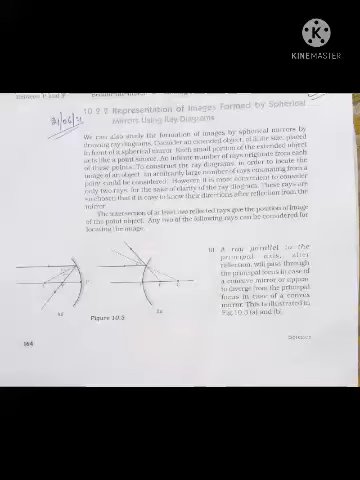 KINEMASTER
10.2.2 Representation of Images Formed by Spherical
Mirrors Using Ray Diagrams
We can also study the formation of images by spherical mirrors by
drawing ray diagrams. Consider an extended object, of finite size, placed
in front of a spherical mirror. Each small portion of the extended object
acts like a point source. An infinite number of rays originate from each
of these points. To construct the ray diagrams, in order to locate the
image of an object, an arbitrarily large number of rays emanating from a
point could be considered. However, it is more convenient to consider
only two rays, for the sake of clarity of the ray diagram. These rays are
so chosen that it is easy to know their directions after reflection from the
mirror.
The intersection of at least two reflected rays give the position of image
of the point object. Any two of the following rays can be considered for
locating the image.
A ray parallel to the
principal axis, after
reflection, will pass through
the principal focus in case of
a concave mirror or appear
to diverge from the principal
focus in case of a convex
mirror. This is illustrated in
Fig. 10.3 (a) and (b).
Figure 10.3
164
Science